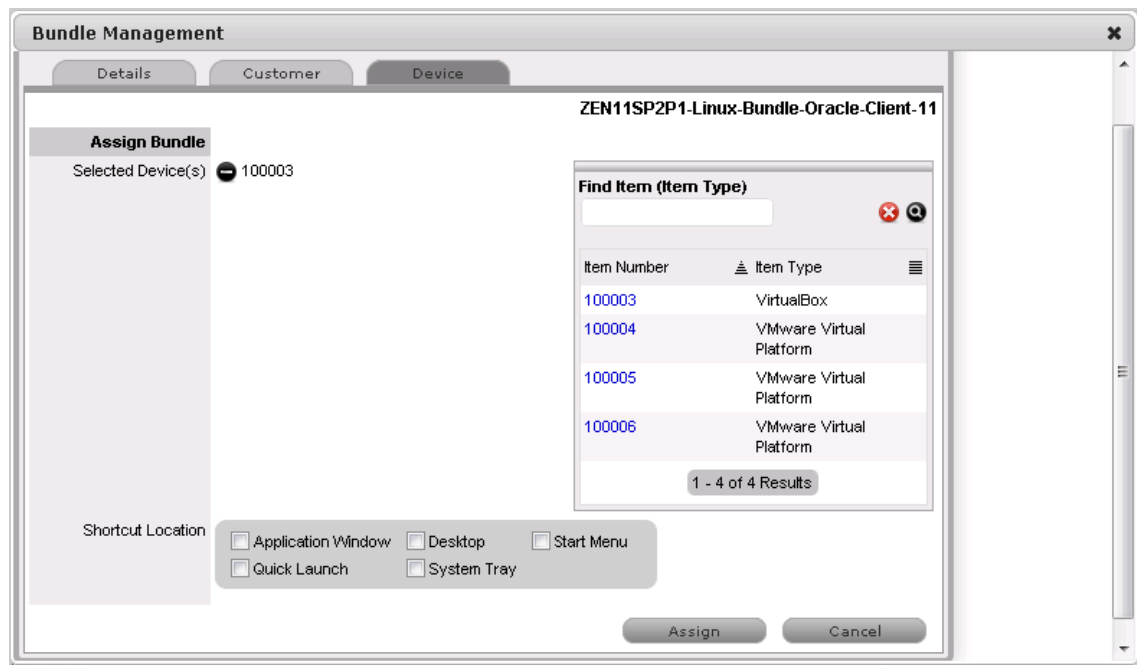 Bundle Management
Details Customer Device
ZEN11SP2P1-Linux-Bundle-Oracle-Client-11
Assign Bundle
Selected Device(s) 100003
Find Item (Item Type)
Item Number Item Type
100003 VirtualBox
100004 VMware Virtual
Platform
100005 VMware Virtual
Platform
100006 VMware Virtual
Platform
1 - 4 of 4 Results
Shortcut Location
Application Window Desktop Start Menu
Quick Launch System Tray
Assign Cancel